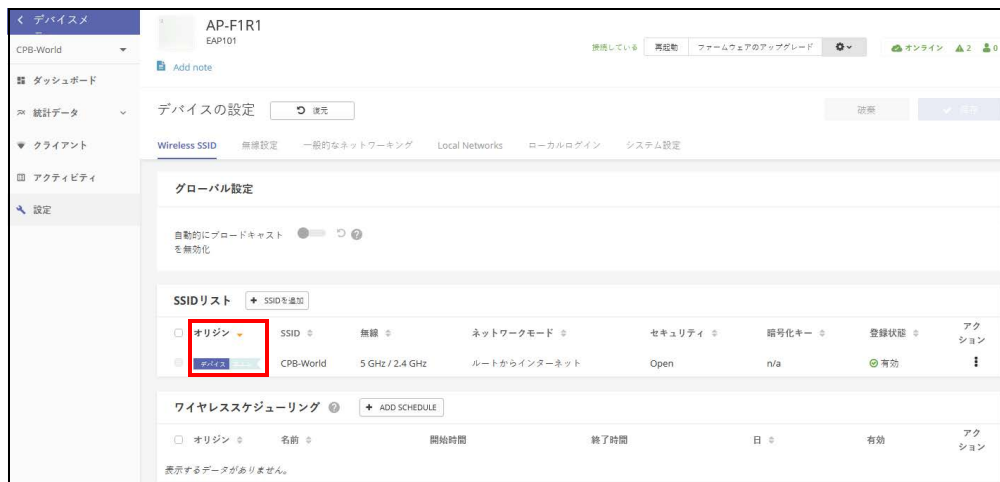 デバイスメ
AP-F1R1
EAP101
CPB-World
接続している 再起動 ファームウェアのアップグレード オンライン 2 0
Add note
ダッシュボード
統計データ
クライアント
アクティビティ
設定
デバイスの設定 復元 破棄 保存
Wireless SSID 無線設定 一般的なネットワーキング Local Networks ローカルログイン システム設定
グローバル設定
自動的にブロードキャスト
を無効化
SSIDリスト + SSIDを追加
オリジン SSID 無線 ネットワークモード セキュリティ 暗号化キー 登録状態 アク
ション
デバイス CPB-World 5 GHz / 2.4 GHz ルートからインターネット Open n/a 有効
ワイヤレススケジューリング + ADD SCHEDULE
オリジン 名前 開始時間 終了時間 日 有効 アク
ション
表示するデータがありません。